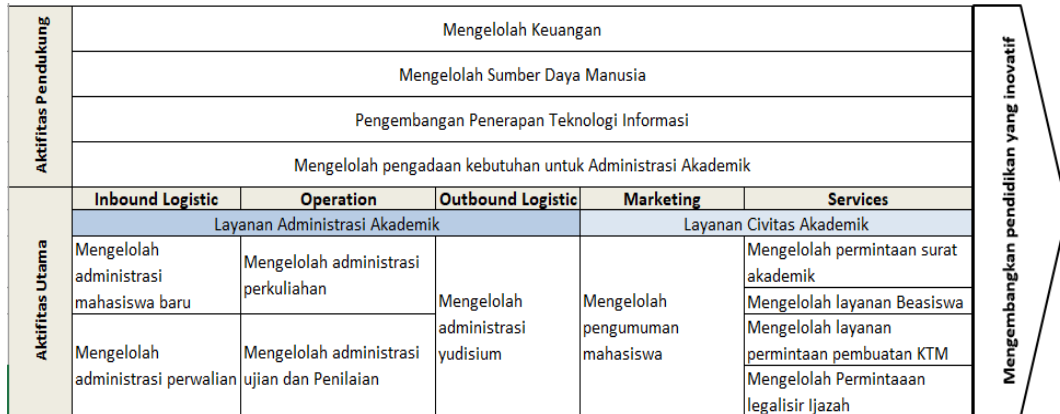 Aktifitas Pendukung
Mengelolah Keuangan
Mengelolah Sumber Daya Manusia
Pengembangan Penerapan Teknologi Informasi
Mengelolah pengadaan kebutuhan untuk Administrasi Akademik
Aktifitas Utama
Inbound Logistic
Operation
Outbound Logistic
Marketing
Services
Layanan Administrasi Akademik
Layanan Civitas Akademik
Mengelolah
administrasi
mahasiswa baru
Mengelolah
administrasi perwalian
Mengelolah administrasi
perkuliahan
Mengelolah administrasi
ujian dan Penilaian
Mengelolah
administrasi
yudisium
Mengelolah
pengumuman
mahasiswa
Mengelolah permintaan surat
akademik
Mengelolah layanan Beasiswa
Mengelolah layanan
permintaan pembuatan KTM
Mengelolah Permintaaan
legalisir Ijazah
Mengembangkan pendidikan yang inovatif